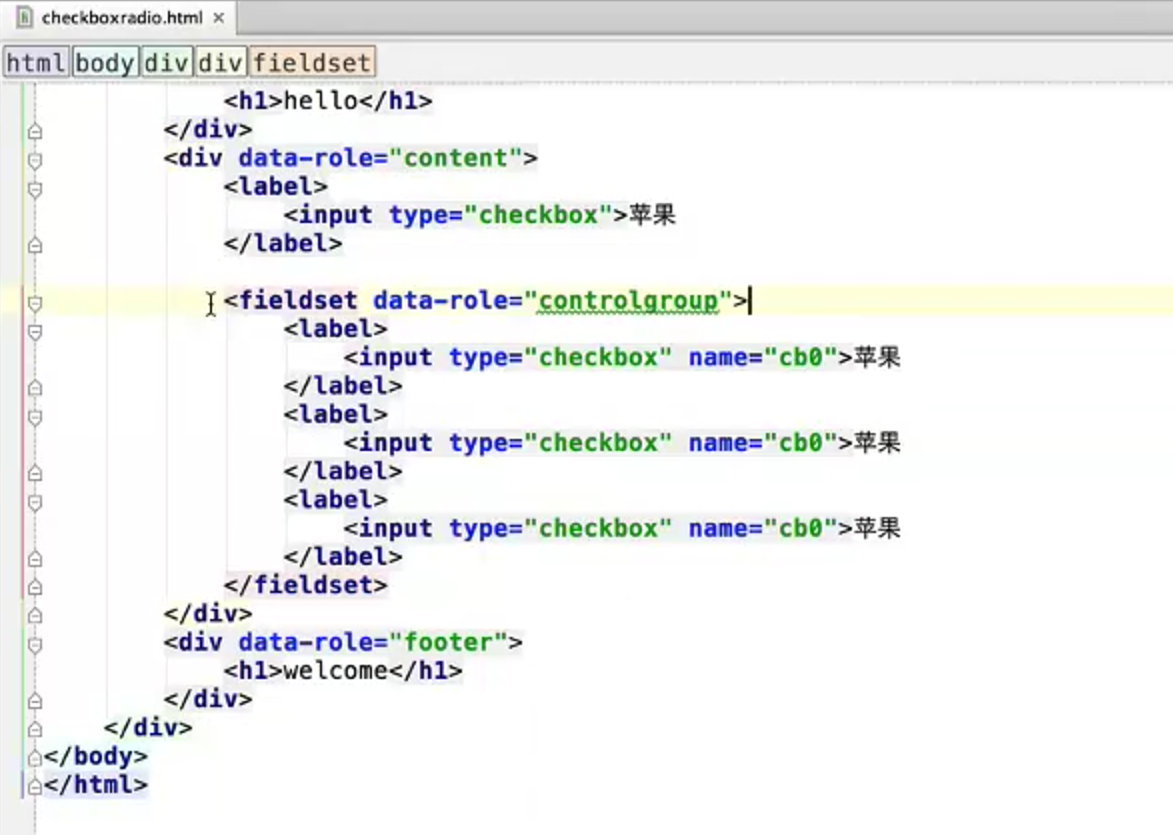 checkboxradio.html ×
html body div div fieldset
<h1>hello</h1>
</div>
<div data-role="content">
<label>
<input type="checkbox">苹果
</label>
<fieldset data-role="controlgroup">
<label>
<input type="checkbox" name="cb0">苹果
</label>
<label>
<input type="checkbox" name="cb0">苹果
</label>
<label>
<input type="checkbox" name="cb0">苹果
</label>
</fieldset>
</div>
<div data-role="footer">
<h1>welcome</h1>
</div>
</div>
</body>
</html>